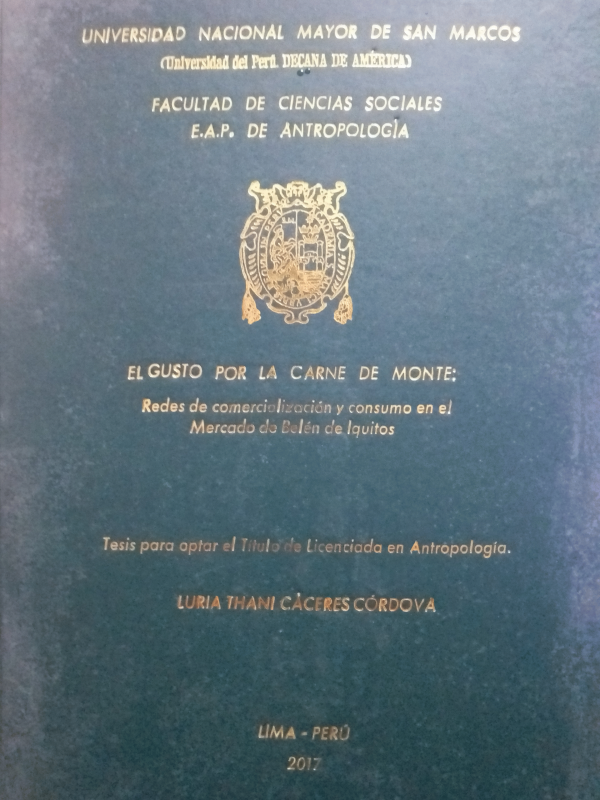 UNIVERSIDAD NACIONAL MAYOR DE SAN MARCOS
(Universidad del Perú. DECANA DE AMÉRICA)
FACULTAD DE CIENCIAS SOCIALES
E.A.P. DE ANTROPOLOGÌA
EL GUSTO POR LA CARNE DE MONTE:
Redes de comercialización y consumo en el
Mercado de Belén de Iquitos
Tesis para optar el Título de Licenciada en Antropología.
LURIA THANI CÀCERES CÓRDOVA
LIMA - PERÚ
2017